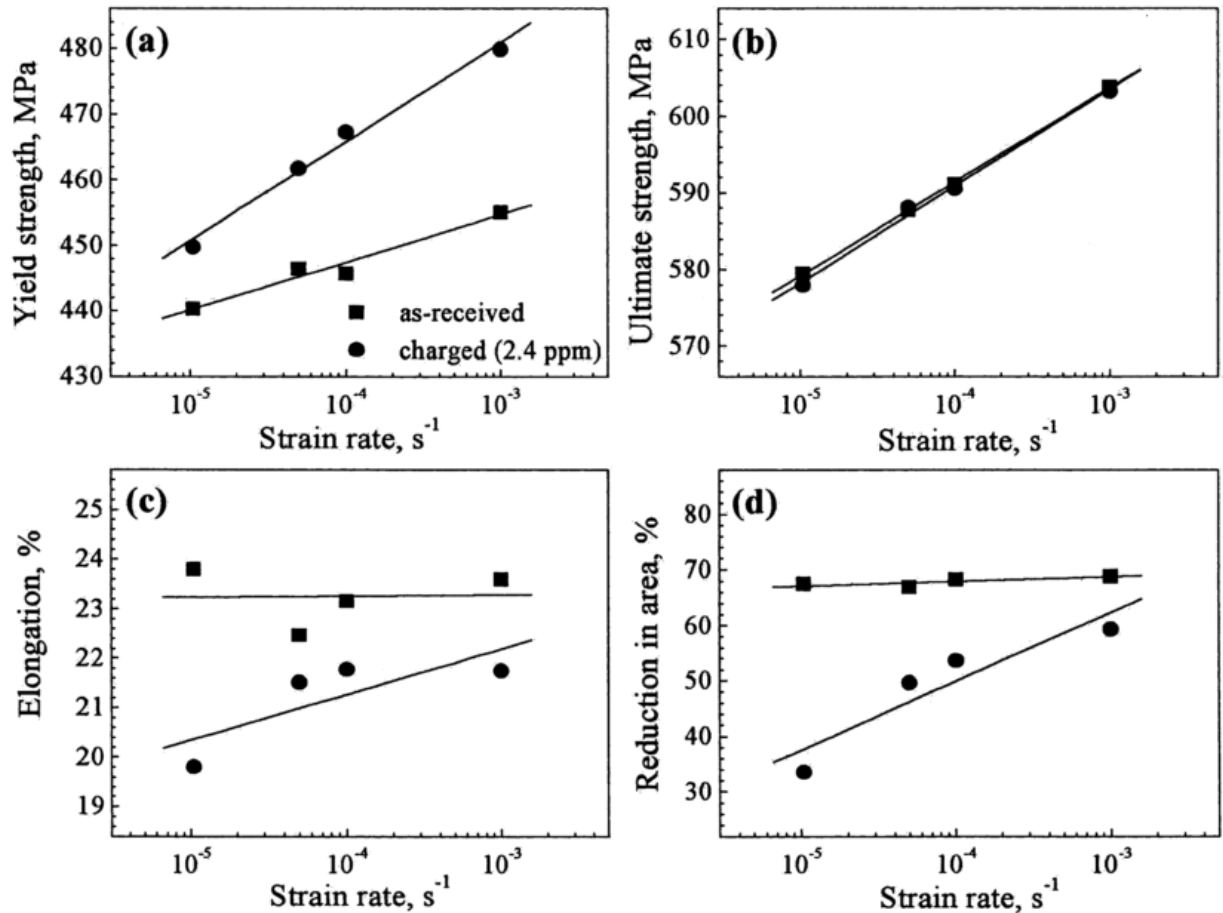 (a)
Yield strength, MPa
480
470
460
450
440
430
as-received
charged (2.4 ppm)
10⁻⁵ 10⁻⁴ 10⁻³
Strain rate, s⁻¹
(b)
Ultimate strength, MPa
610
600
590
580
570
10⁻⁵ 10⁻⁴ 10⁻³
Strain rate, s⁻¹
(c)
Elongation, %
25
24
23
22
21
20
19
10⁻⁵ 10⁻⁴ 10⁻³
Strain rate, s⁻¹
(d)
Reduction in area, %
80
70
60
50
40
30
10⁻⁵ 10⁻⁴ 10⁻³
Strain rate, s⁻¹